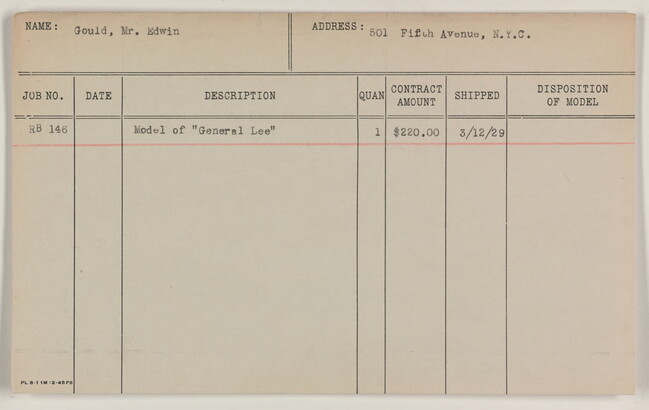 NAME: Gould, Mr. Edwin ADDRESS: 501 Fifth Avenue, N.Y.C.
JOB NO. DATE DESCRIPTION QUAN CONTRACT AMOUNT SHIPPED DISPOSITION OF MODEL
RB 146 Model of "General Lee" 1 $220.00 3/12/29